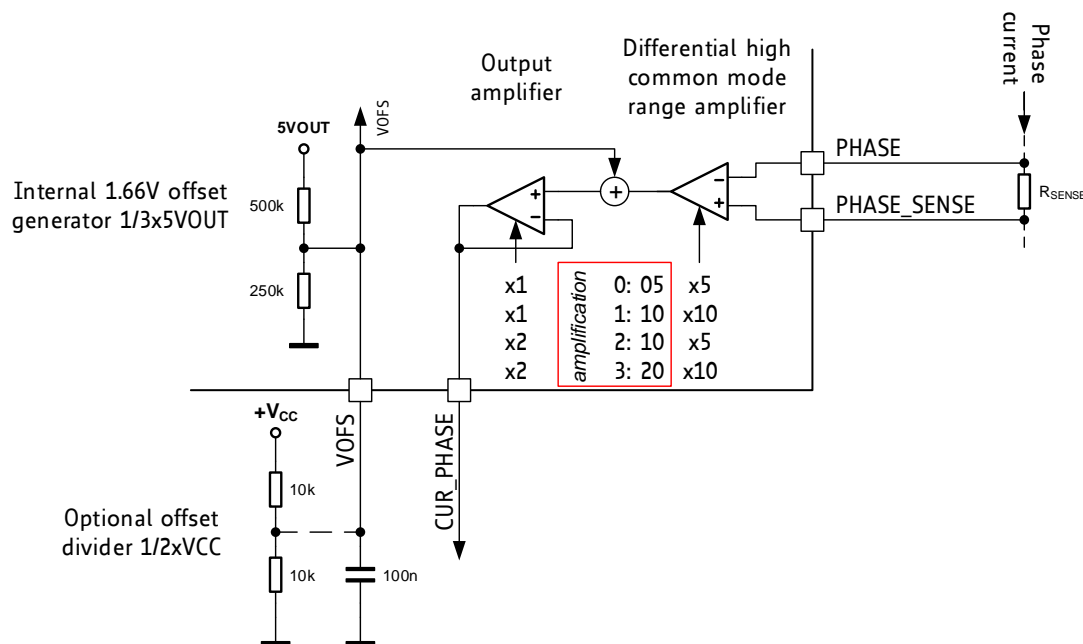 Output
amplifier
Differential high
common mode
range amplifier
Phase
current
VOFS
5VOUT
PHASE
Internal 1.66V offset
generator 1/3x5VOUT
500k
+
+
-
-
+
RSENSE
PHASE_SENSE
250k
x1 0: 05 x5
x1 1: 10 x10
x2 2: 10 x5
x2 3: 20 x10
amplification
+VCC
VOFS
CUR_PHASE
10k
Optional offset
divider 1/2xVCC
10k
100n